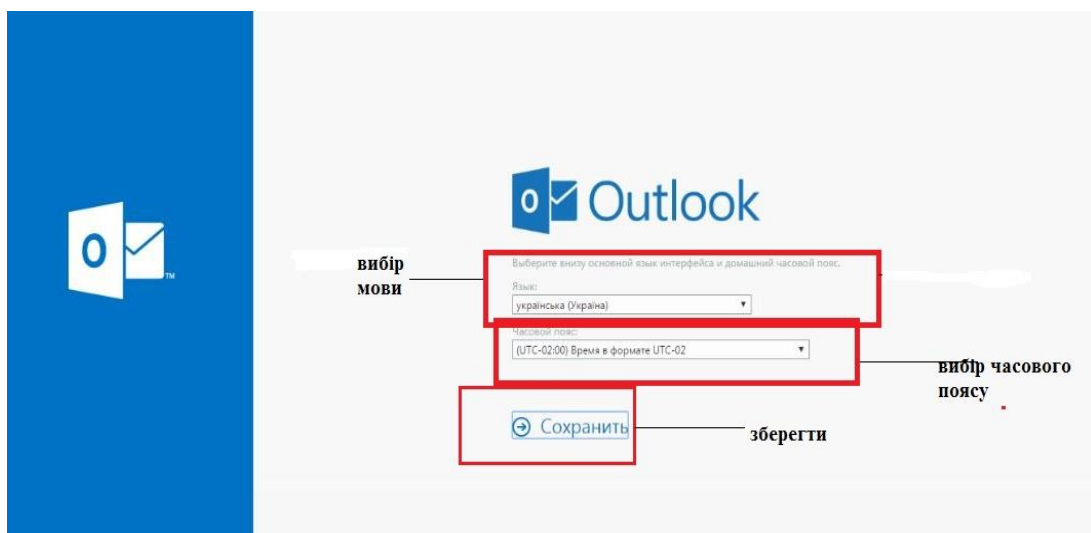 Outlook
вибір
мови
Выберите внизу основной язык интерфейса и домашний часовой пояс.
Язык:
українська (Україна)
Часовой пояс:
(UTC-02:00) Время в формате UTC-02
вибір часового
поясу
Сохранить
зберегти
O
TM